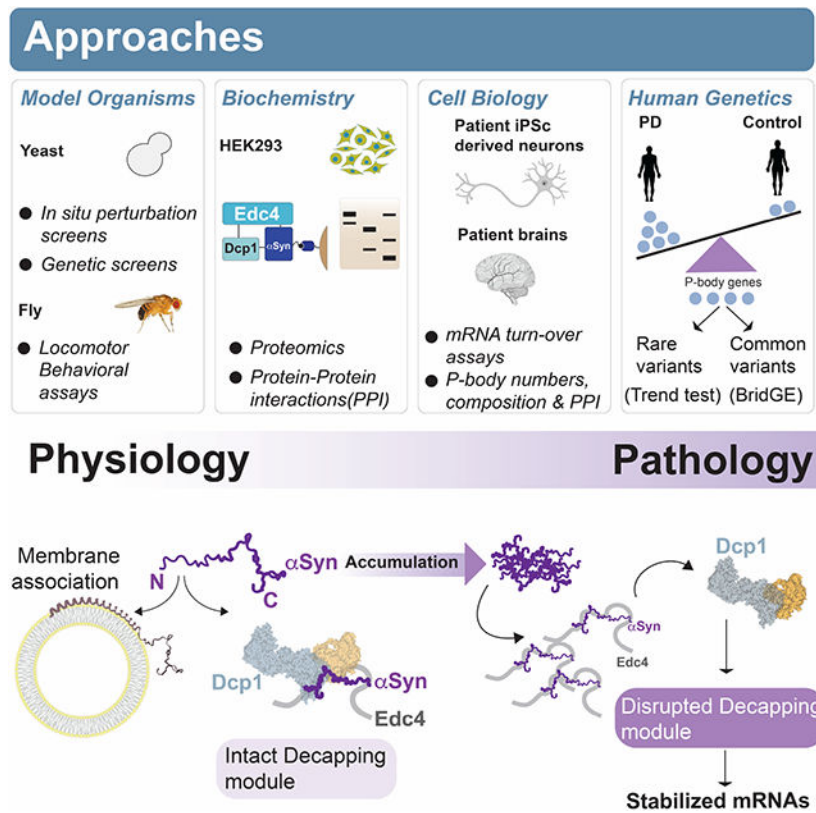 Approaches
Model Organisms
Yeast
● In situ perturbation
screens
● Genetic screens
Fly
● Locomotor
Behavioral
assays
Biochemistry
HEK293
Edc4
Dcp1
αSyn
● Proteomics
● Protein-Protein
interactions(PPI)
Cell Biology
Patient iPSc
derived neurons
Patient brains
● mRNA turn-over
assays
● P-body numbers,
composition & PPI
Human Genetics
PD
Control
P-body genes
Rare
variants
(Trend test)
Common
variants
(BridGE)
Physiology
Pathology
Membrane
association
N
C
αSyn
Accumulation
Dcp1
αSyn
Edc4
Intact Decapping
module
αSyn
Edc4
Dcp1
Disrupted Decapping
module
Stabilized mRNAs